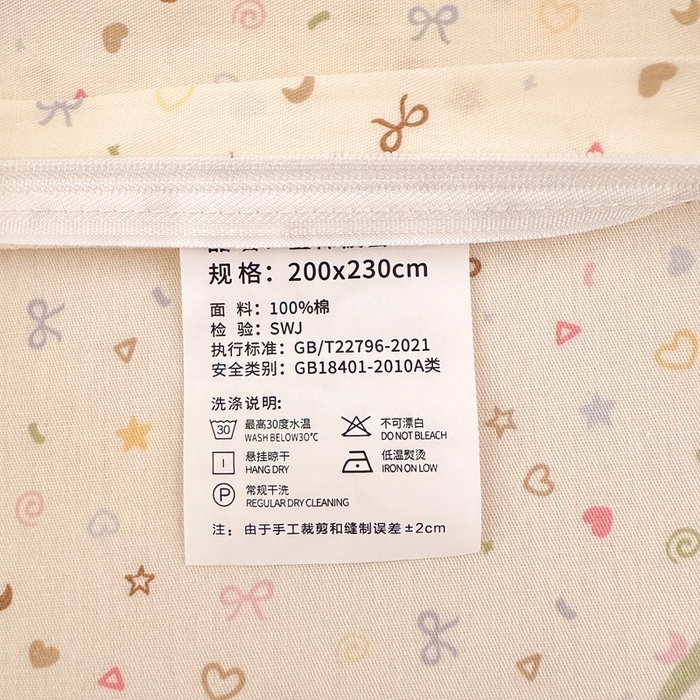 规格：200x230cm
面 料：100%棉
检 验：SWJ
执行标准：GB/T22796-2021
安全类别：GB18401-2010A类
洗涤说明：
30 最高30度水温
WASH BELOW30℃
不可漂白
DO NOT BLEACH
悬挂晾干
HANG DRY
低温熨烫
IRON ON LOW
P 常规干洗
REGULAR DRY CLEANING
注：由于手工裁剪和缝制误差±2cm